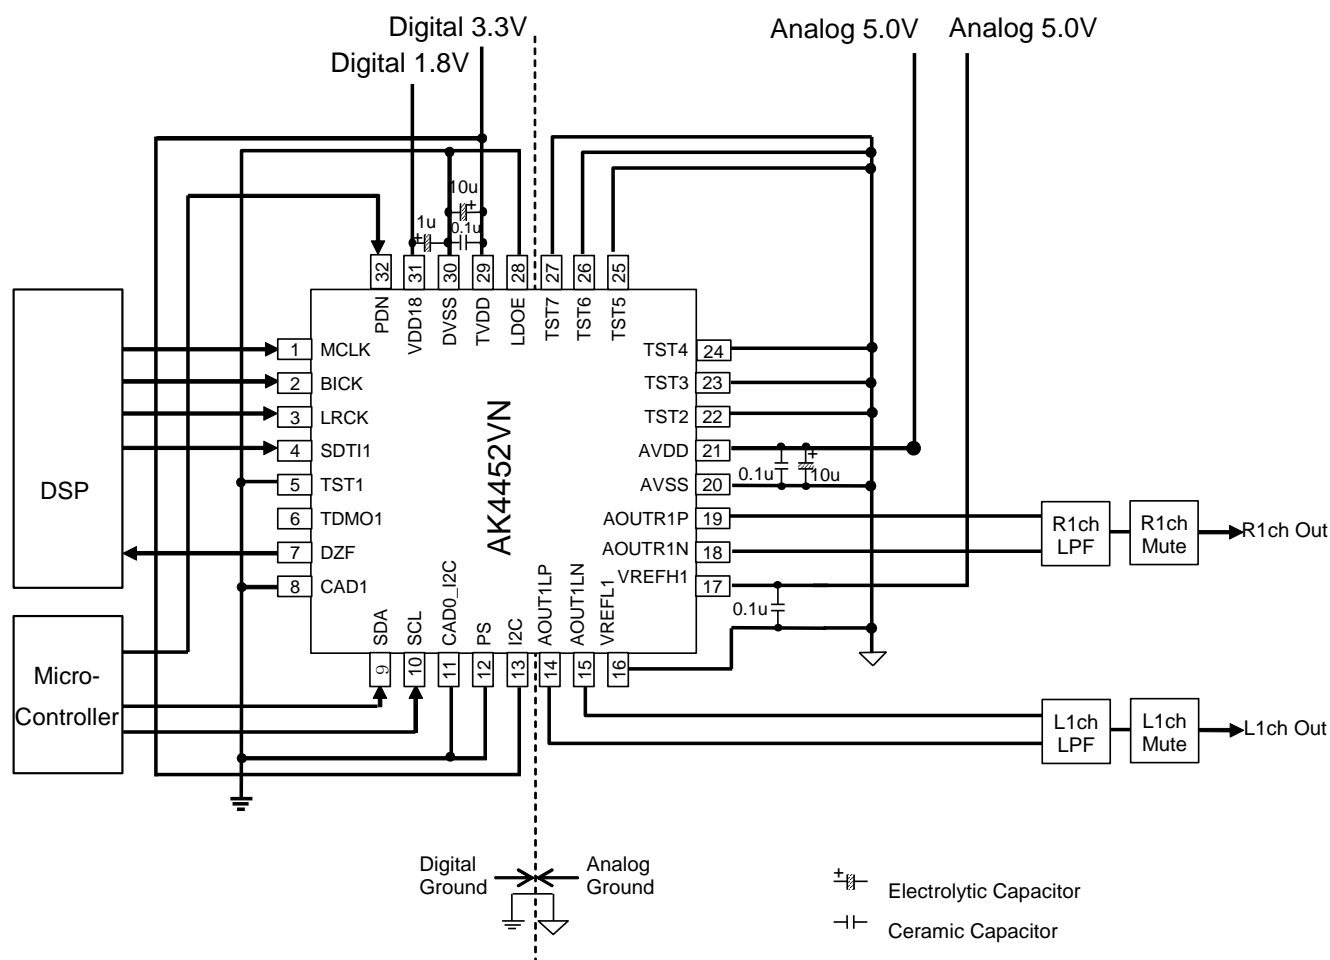 Digital 3.3V
Digital 1.8V
Analog 5.0V
Analog 5.0V
10u
1u
0.1u
32
31
30
29
28
27
26
25
PDN
VDD18
DVSS
TVDD
LDOE
TST7
TST6
TST5
DSP
1 MCLK
2 BICK
3 LRCK
4 SDTI1
5 TST1
6 TDMO1
7 DZF
8 CAD1
AK4452VN
TST4 24
TST3 23
TST2 22
AVDD 21
0.1u
10u
AVSS 20
AOUTR1P 19
AOUTR1N 18
VREFH1 17
0.1u
R1ch
LPF
R1ch
Mute
R1ch Out
SDA
SCL
CAD0_I2C
PS
I2C
AOUT1LP
AOUT1LN
VREFL1
9
10
11
12
13
14
15
16
Micro-
Controller
L1ch
LPF
L1ch
Mute
L1ch Out
Digital
Ground
Analog
Ground
+
Electrolytic Capacitor
Ceramic Capacitor